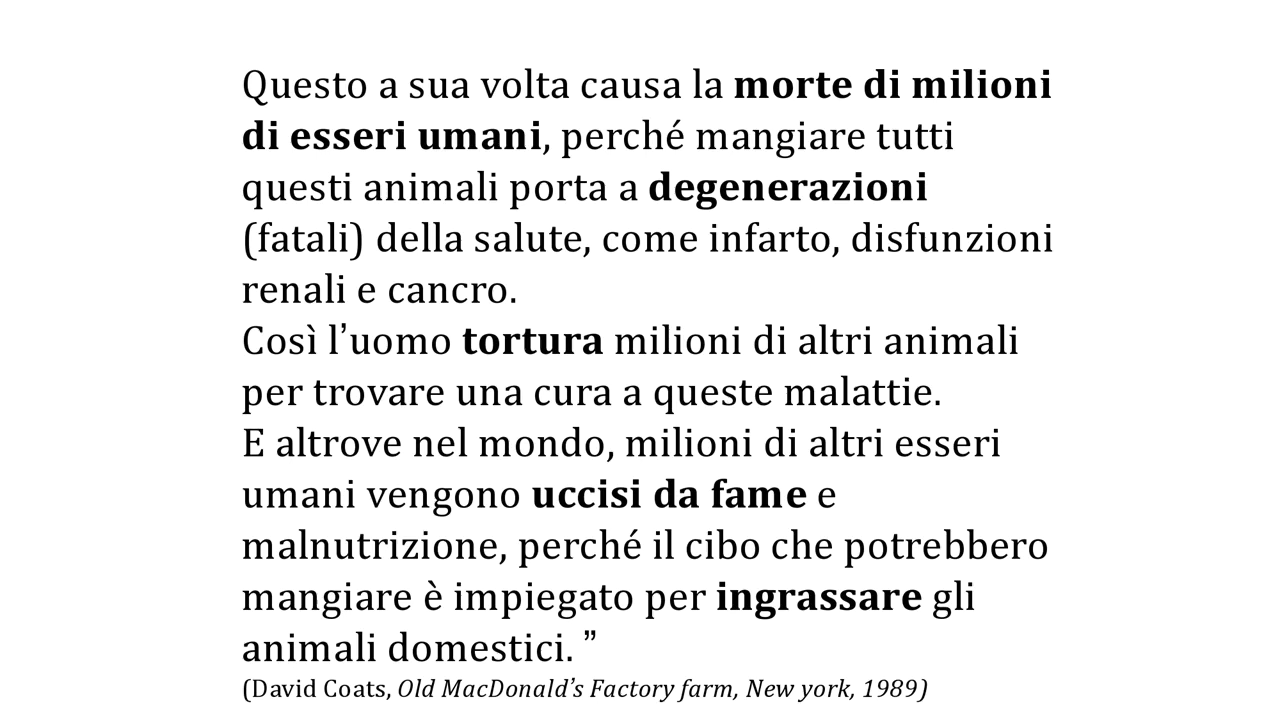 Questo a sua volta causa la morte di milioni
di esseri umani, perché mangiare tutti
questi animali porta a degenerazioni
(fatali) della salute, come infarto, disfunzioni
renali e cancro.
Così l’uomo tortura milioni di altri animali
per trovare una cura a queste malattie.
E altrove nel mondo, milioni di altri esseri
umani vengono uccisi da fame e
malnutrizione, perché il cibo che potrebbero
mangiare è impiegato per ingrassare gli
animali domestici. ”
(David Coats, Old MacDonald’s Factory farm, New york, 1989)